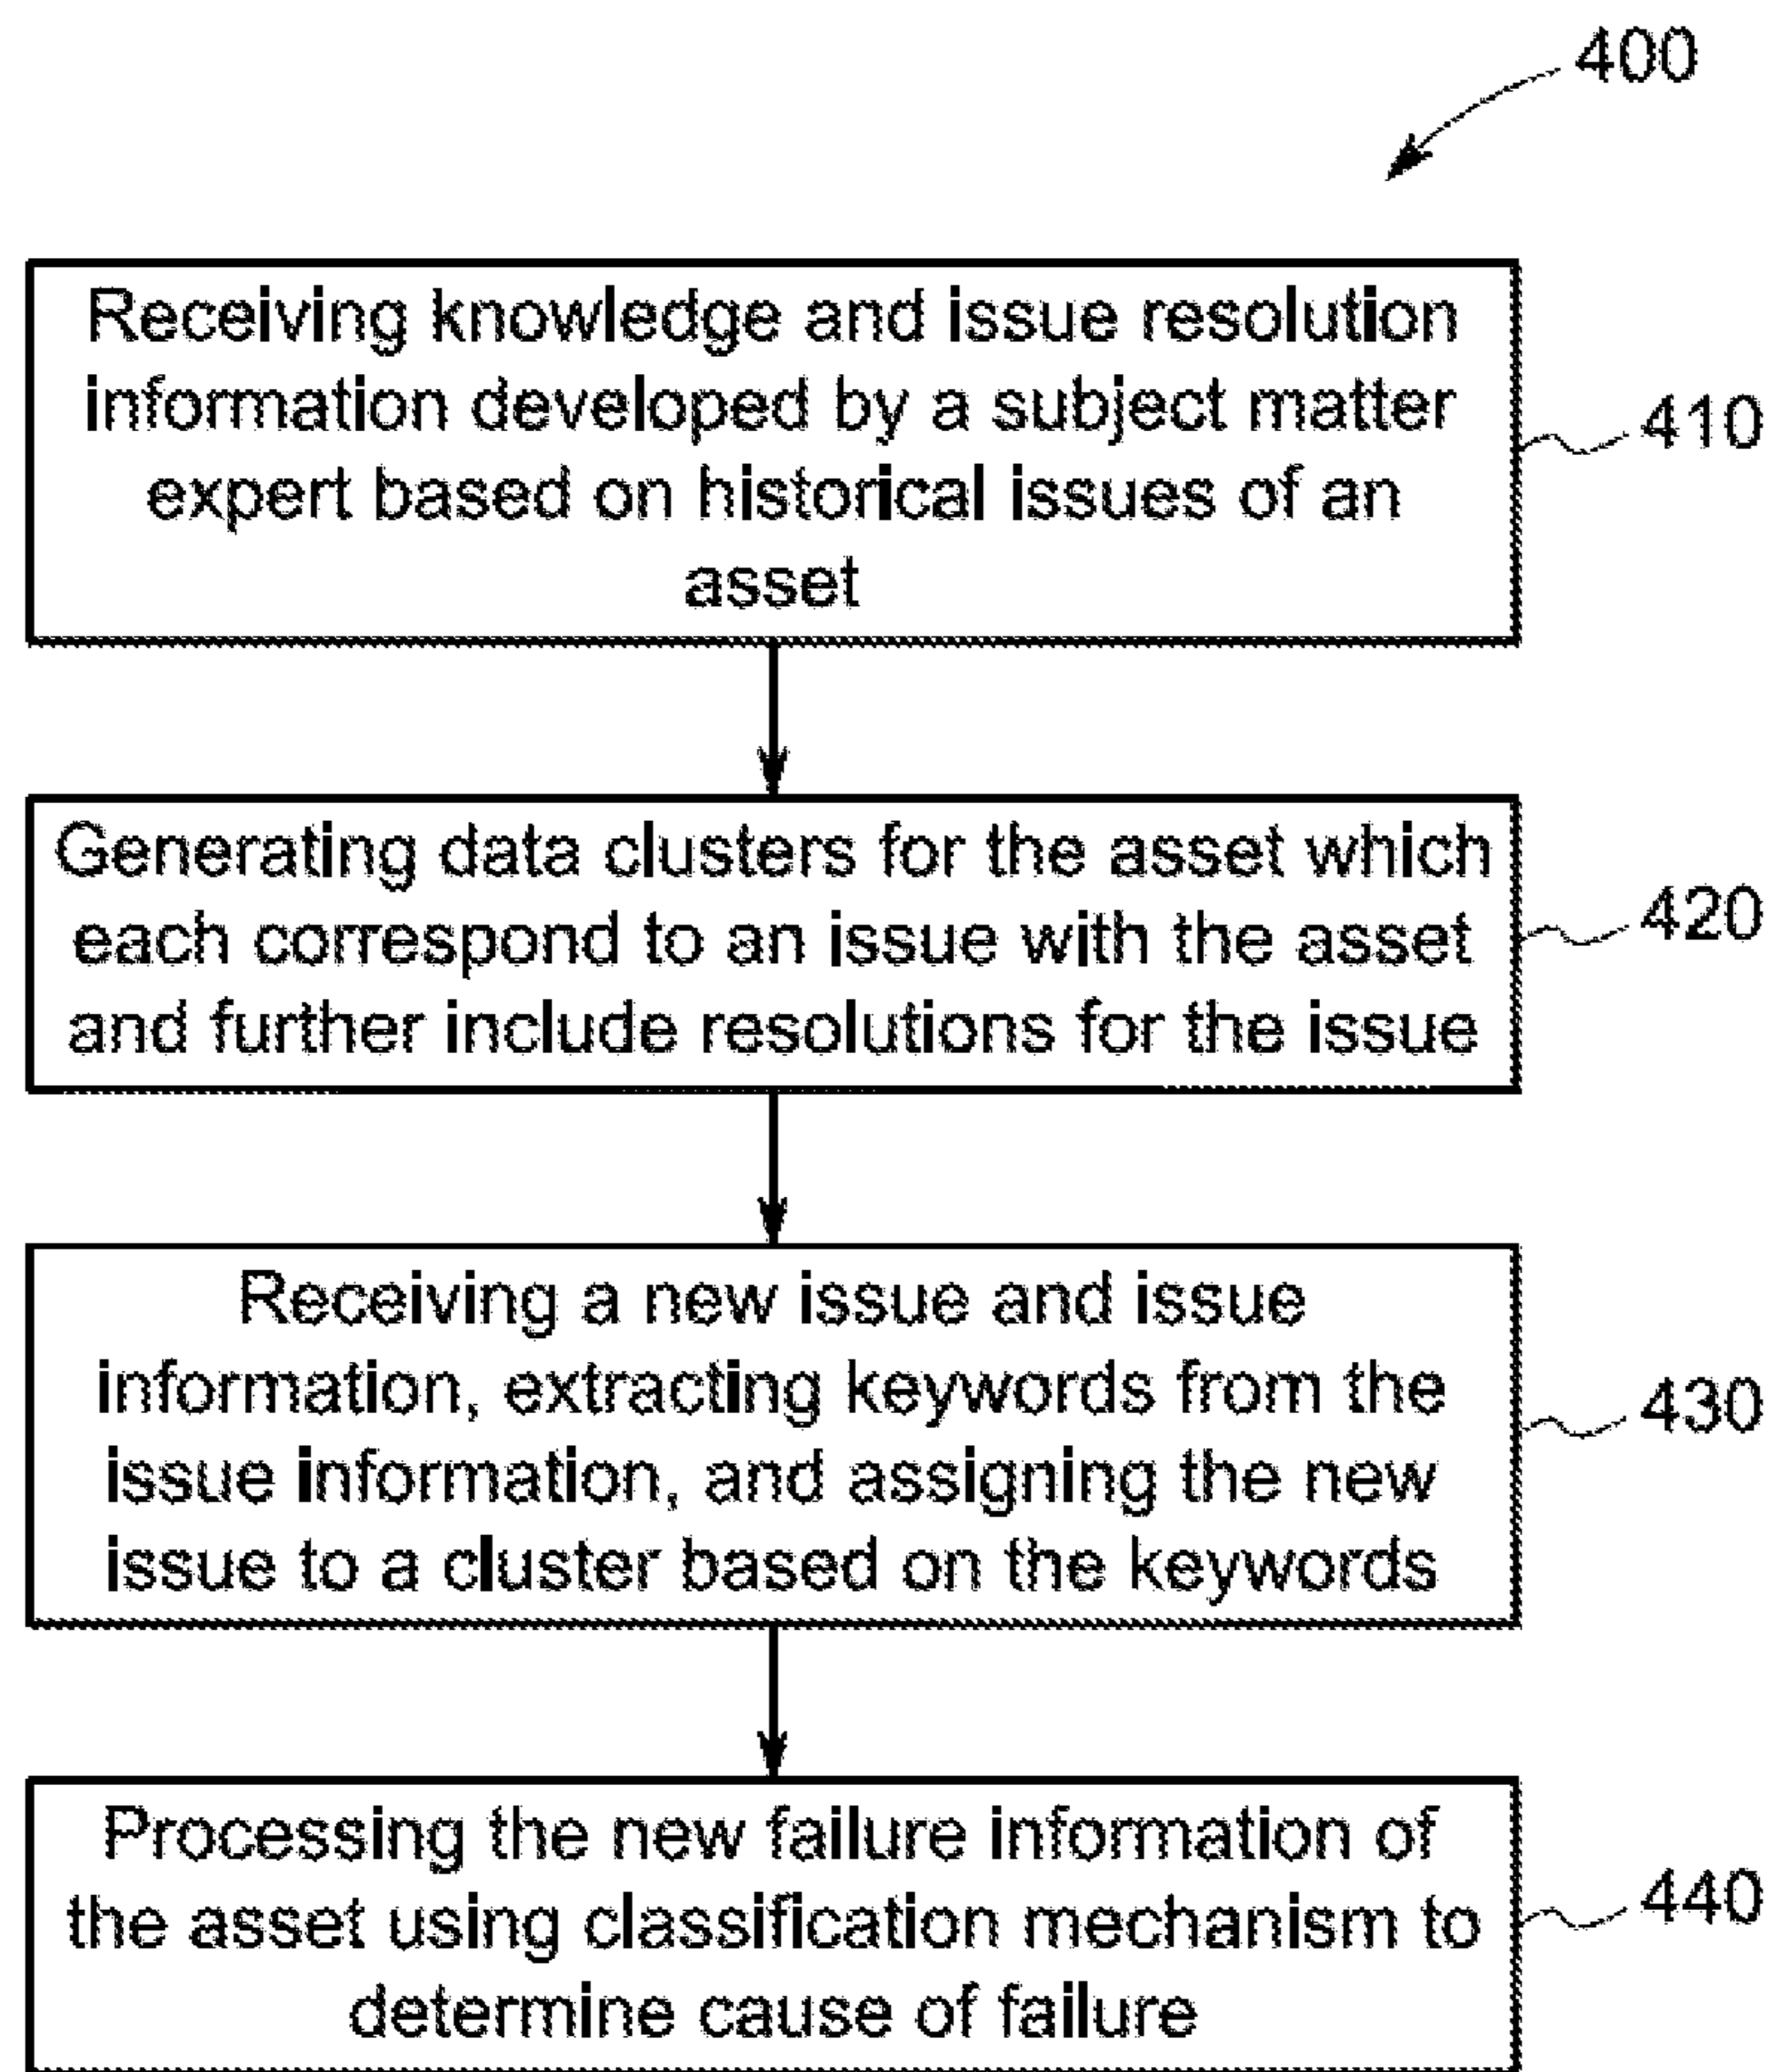 400
Receiving knowledge and issue resolution
information developed by a subject matter
expert based on historical issues of an
asset
410
Generating data clusters for the asset which
each correspond to an issue with the asset
and further include resolutions for the issue
420
Receiving a new issue and issue
information, extracting keywords from the
issue information, and assigning the new
issue to a cluster based on the keywords
430
Processing the new failure information of
the asset using classification mechanism to
determine cause of failure
440